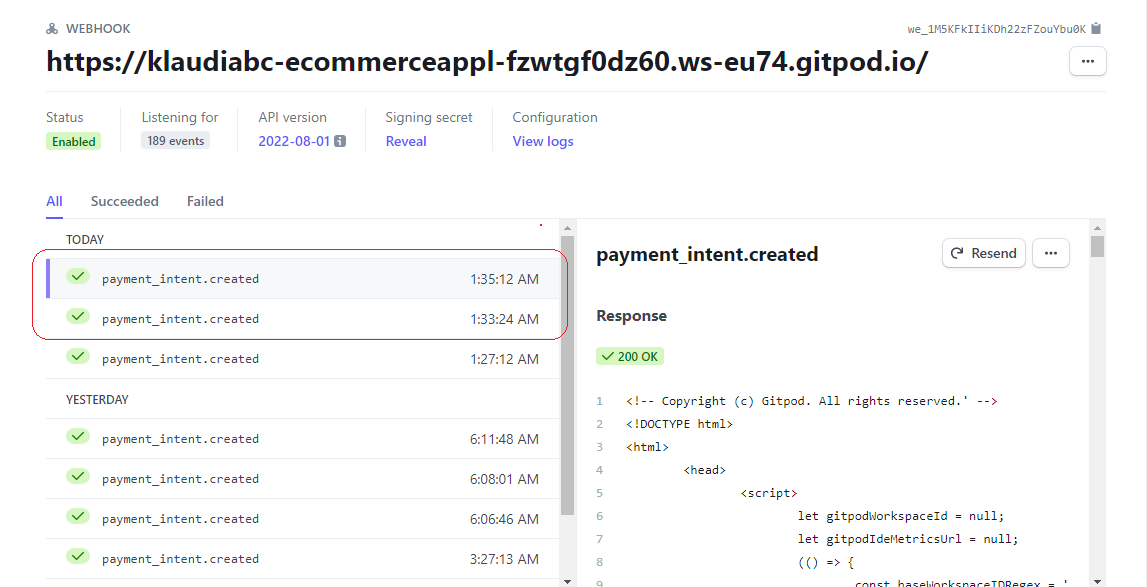 WEBHOOK
we_1M5KFkIIiKDh22zFZouYbu0K
https://klaudiabc-ecommerceappl-fzwtgf0dz60.ws-eu74.gitpod.io/
Status
Listening for
API version
Signing secret
Configuration
Enabled
189 events
2022-08-01
Reveal
View logs
All
Succeeded
Failed
TODAY
payment_intent.created 1:35:12 AM
payment_intent.created 1:33:24 AM
payment_intent.created 1:27:12 AM
YESTERDAY
payment_intent.created 6:11:48 AM
payment_intent.created 6:08:01 AM
payment_intent.created 6:06:46 AM
payment_intent.created 3:27:13 AM
payment_intent.created
Resend
Response
200 OK
1 <!-- Copyright (c) Gitpod. All rights reserved.' -->
2 <!DOCTYPE html>
3 <html>
4 <head>
5 <script>
6 let gitpodWorkspaceId = null;
7 let gitpodIdeMetricsUrl = null;
8 (() => {
9 const baseWorkspaceIDRegex = '